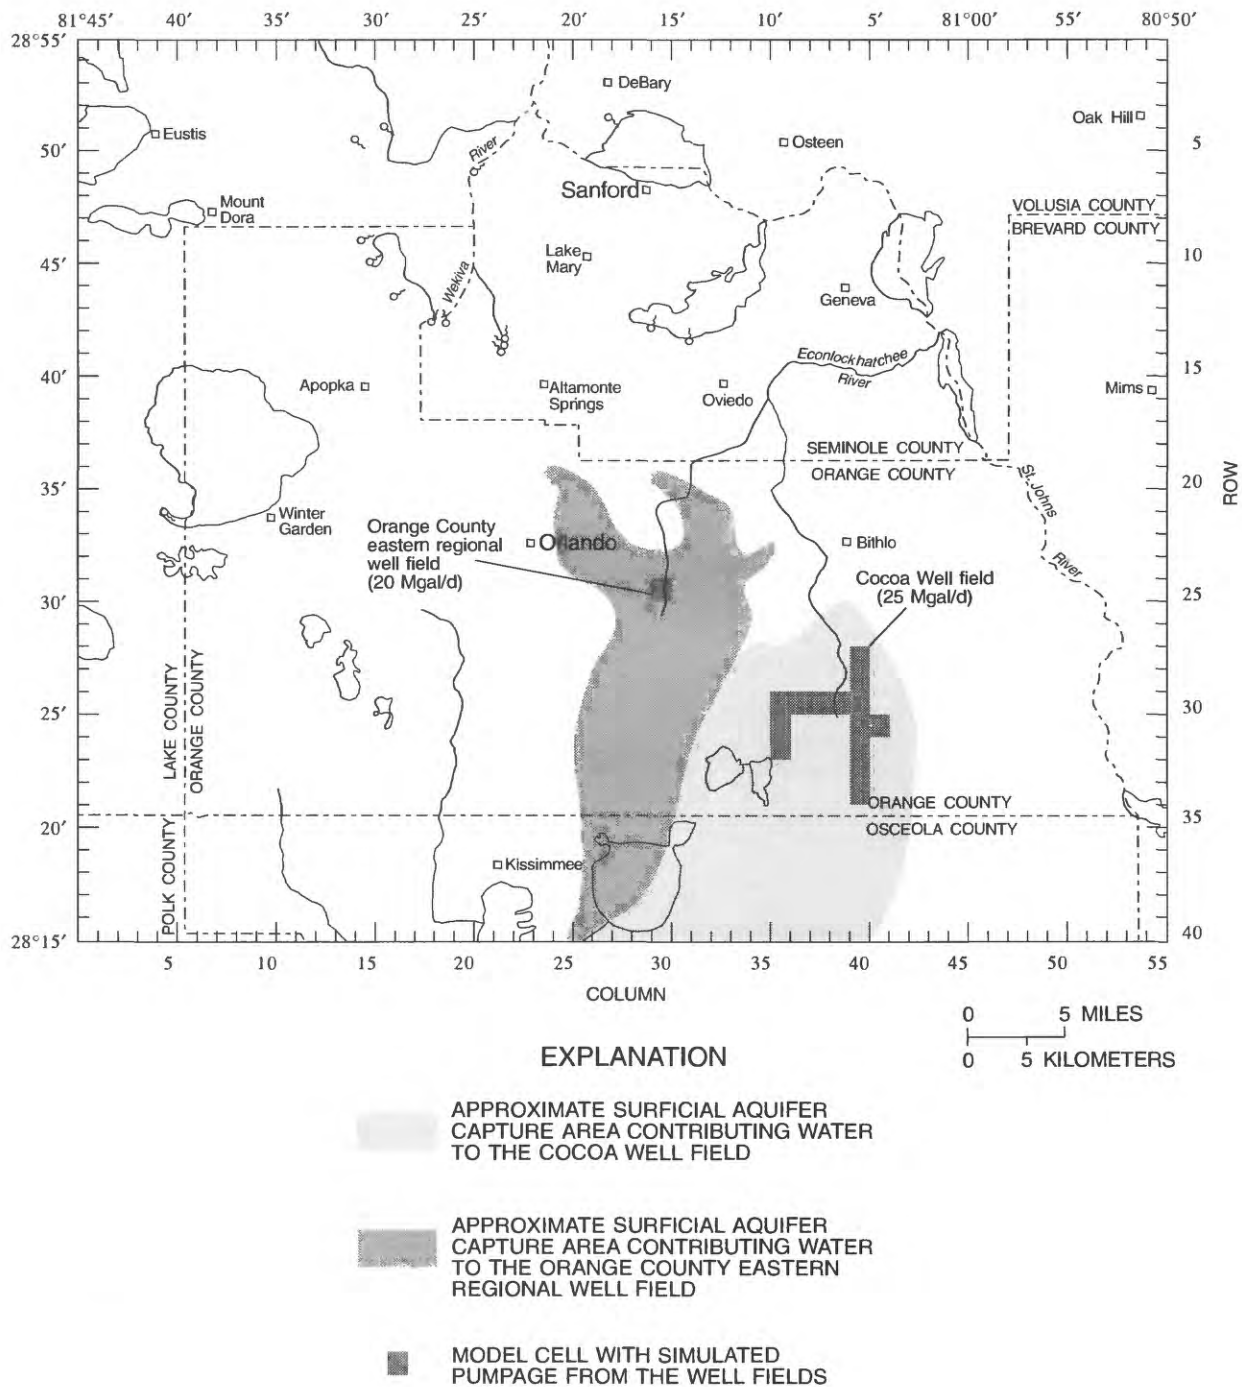 81°45′ 40′ 35′ 30′ 25′ 20′ 15′ 10′ 5′ 81°00′ 55′ 80°50′
28°55′
DeBary
Oak Hill
Eustis
River
Osteen
50′
5
Sanford
Mount
Dora
VOLUSIA COUNTY
BREVARD COUNTY
Lake
Mary
45′
10
Wekiva
Geneva
Econlockhatchee
River
40′
15
Apopka
Altamonte
Springs
Oviedo
Mims
SEMINOLE COUNTY
ORANGE COUNTY
35′
20
ROW
St. Johns
River
Winter
Garden
Orange County
eastern regional
well field
(20 Mgal/d)
Orlando
Bithlo
Cocoa Well field
(25 Mgal/d)
30′
25
25′
30
LAKE COUNTY
ORANGE COUNTY
ORANGE COUNTY
OSCEOLA COUNTY
35
20′
POLK COUNTY
Kissimmee
28°15′
40
5 10 15 20 25 30 35 40 45 50 55
COLUMN
0 5 MILES
0 5 KILOMETERS
EXPLANATION
APPROXIMATE SURFICIAL AQUIFER
CAPTURE AREA CONTRIBUTING WATER
TO THE COCOA WELL FIELD
APPROXIMATE SURFICIAL AQUIFER
CAPTURE AREA CONTRIBUTING WATER
TO THE ORANGE COUNTY EASTERN
REGIONAL WELL FIELD
MODEL CELL WITH SIMULATED
PUMPAGE FROM THE WELL FIELDS